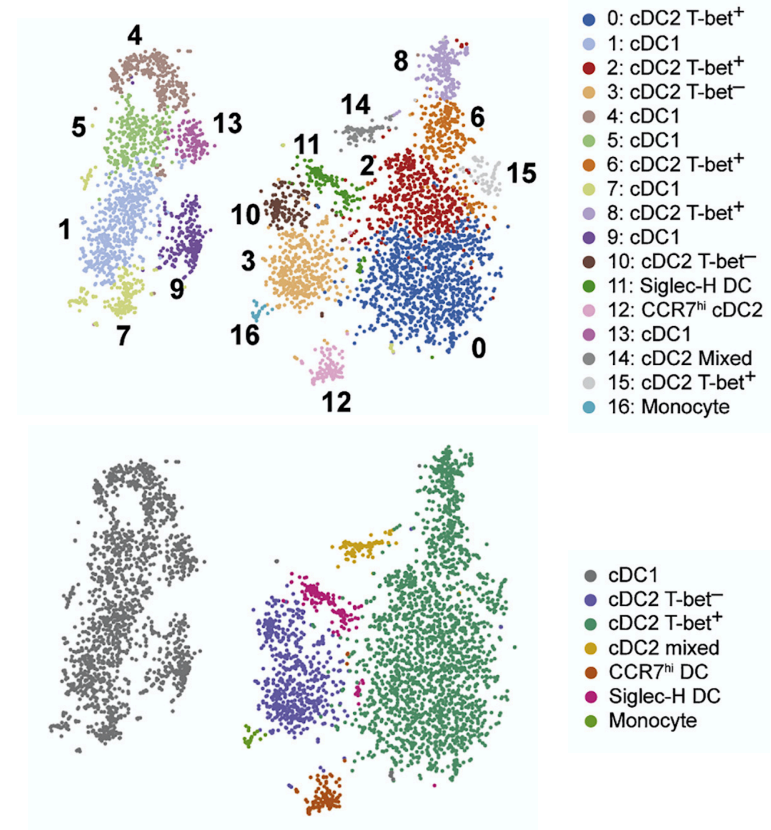 4
8
0: cDC2 T-bet⁺
1: cDC1
2: cDC2 T-bet⁺
3: cDC2 T-bet⁻
4: cDC1
5: cDC1
6: cDC2 T-bet⁺
7: cDC1
8: cDC2 T-bet⁺
9: cDC1
10: cDC2 T-bet⁻
11: Siglec-H DC
12: CCR7ʰⁱ cDC2
13: cDC1
14: cDC2 Mixed
15: cDC2 T-bet⁺
16: Monocyte
14
6
5
13
11
2
15
10
1
3
9
16
7
0
12
cDC1
cDC2 T-bet⁻
cDC2 T-bet⁺
cDC2 mixed
CCR7ʰⁱ DC
Siglec-H DC
Monocyte